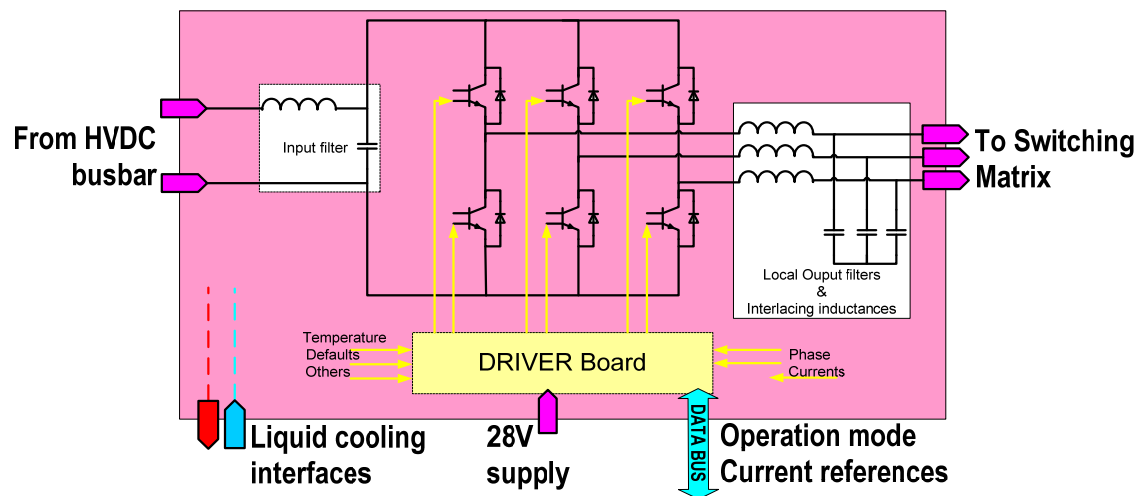 From HVDC
busbar
Input filter
To Switching
Matrix
Local Ouput filters
&
Interlacing inductances
Temperature
Defaults
Others
DRIVER Board
Phase
Currents
Liquid cooling
interfaces
28V
supply
DATA BUS
Operation mode
Current references